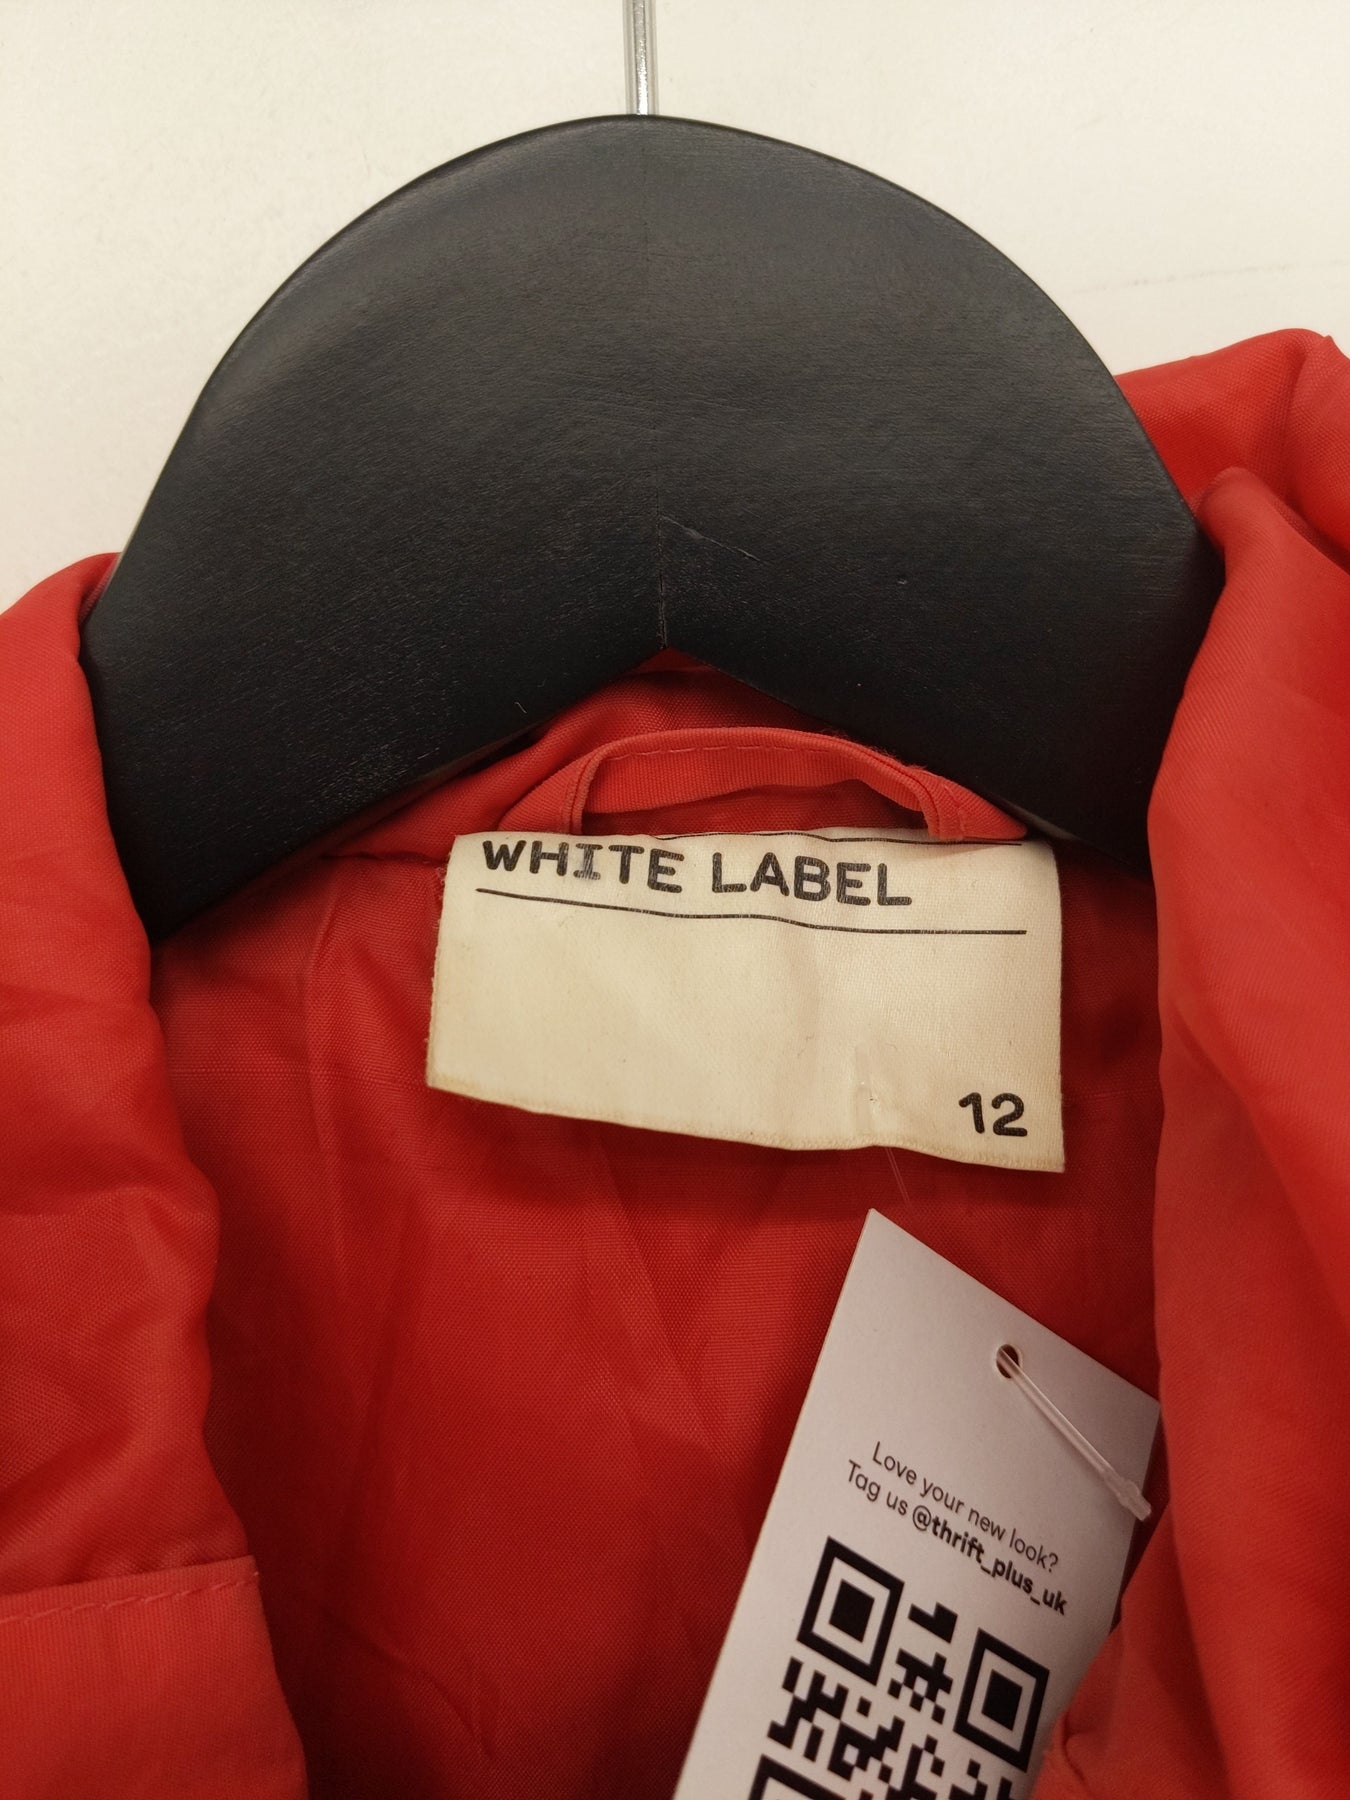 WHITE LABEL
12
Love your new look?
Tag us @thrift_plus_uk